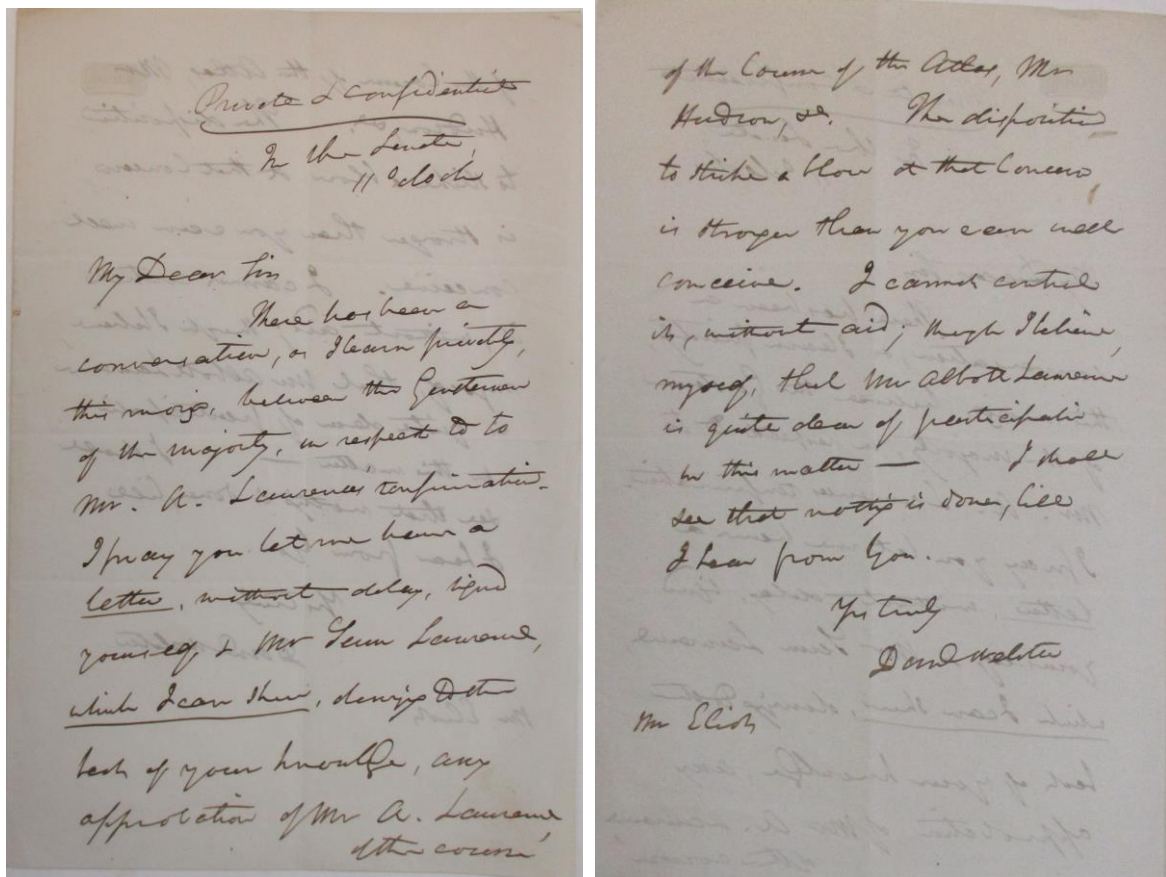 Private & confidential
In the Senate,
11 O'clock
My Dear Sir
There has been a
conversation, as I learn privately,
this morng, between the Gentlemen
of the majority, in respect to
Mr. A. Lawrences confirmation.
I pray you let me have a
letter, without delay, signd
yourself & Mr Saml Lawrence,
which I can shew, denying to the
best of your knowledge, any
approbation of Mr A. Lawrence,
of the course
of the Course of the Atlas, Mr
Hudson, &c. The disposition
to strike a blow at that Concern
is stronger than you can well
conceive. I cannot control
it, without aid; though I believe,
myself, that Mr Abbott Lawrence
is quite clear of participation
in this matter — I shall
see that nothing is done, till
I hear from you.
Yrs truly
Danl Webster
Mr Eliot